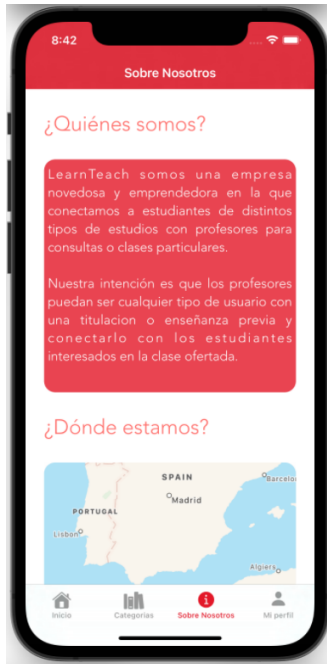 8:42
Sobre Nosotros
¿Quiénes somos?
LearnTeach somos una empresa
novedosa y emprendedora en la que
conectamos a estudiantes de distintos
tipos de estudios con profesores para
consultas o clases particulares.
Nuestra intención es que los profesores
puedan ser cualquier tipo de usuario con
una titulacion o enseñanza previa y
conectarlo con los estudiantes
interesados en la clase ofertada.
¿Dónde estamos?
SPAIN
Barcelo
Madrid
PORTUGAL
Lisbon
Algiers
Inicio
Categorías
Sobre Nosotros
Mi perfil